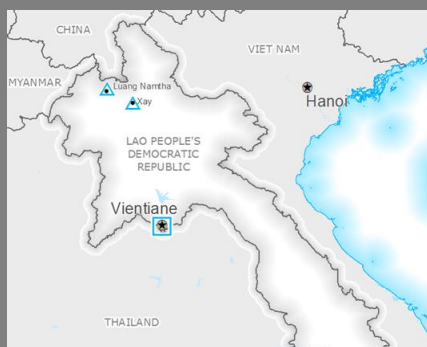 CHINA
VIET NAM
MYANMAR
Luang Namtha
Xay
Hanoi
LAO PEOPLE'S
DEMOCRATIC
REPUBLIC
Vientiane
THAILAND